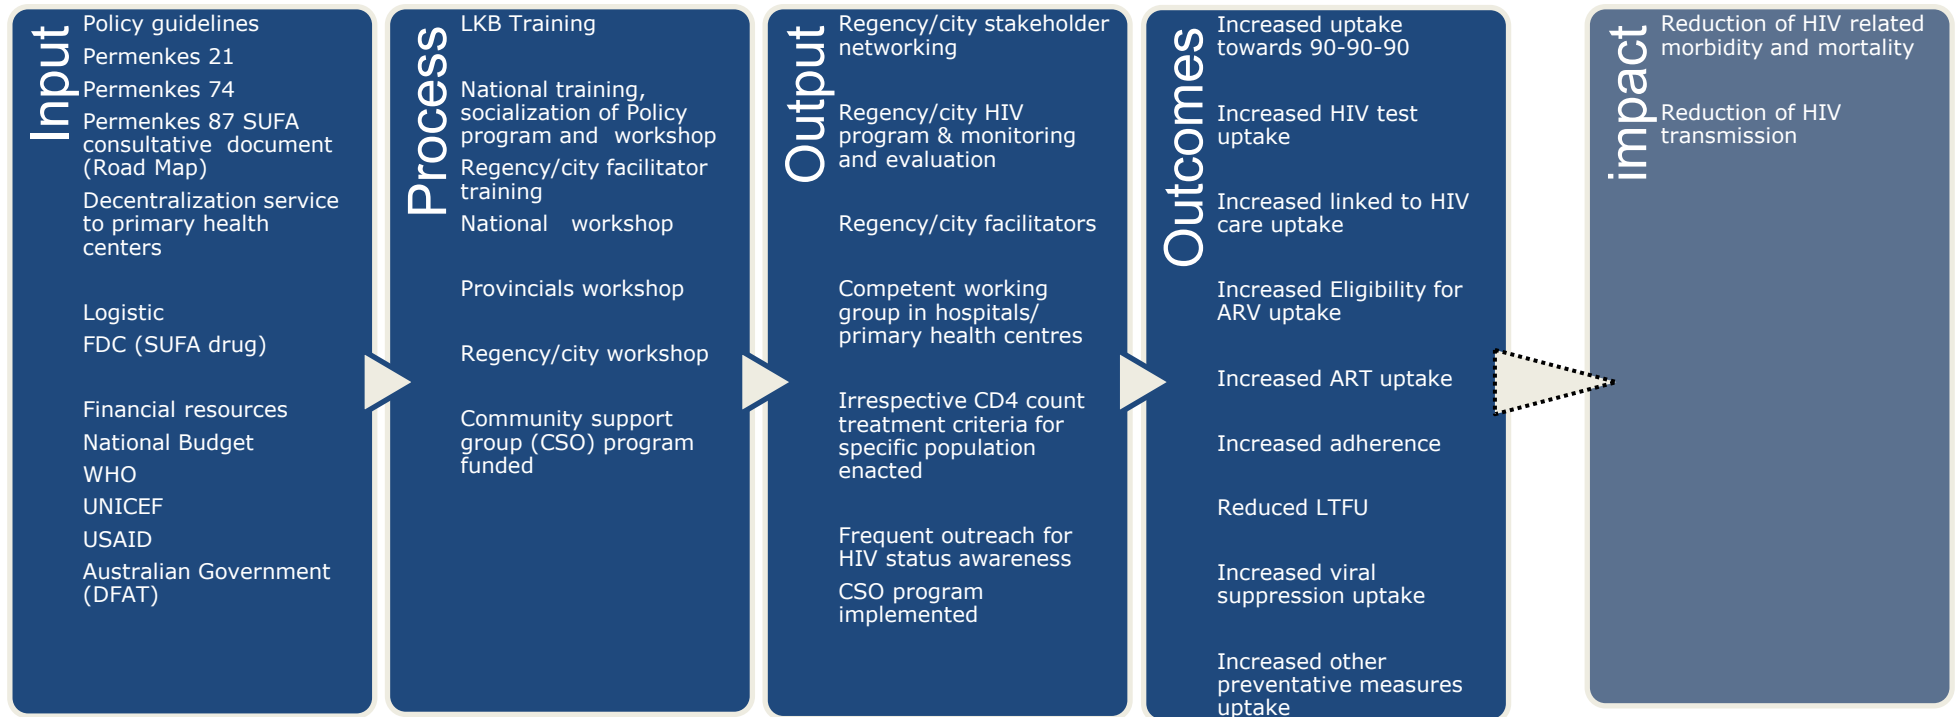 Input
Policy guidelines
Permenkes 21
Permenkes 74
Permenkes 87 SUFA
consultative document
(Road Map)
Decentralization service
to primary health
centers
Logistic
FDC (SUFA drug)
Financial resources
National Budget
WHO
UNICEF
USAID
Australian Government
(DFAT)
Process
LKB Training
National training,
socialization of Policy
program and workshop
Regency/city facilitator
training
National workshop
Provincials workshop
Regency/city workshop
Community support
group (CSO) program
funded
Output
Regency/city stakeholder
networking
Regency/city HIV
program & monitoring
and evaluation
Regency/city facilitators
Competent working
group in hospitals/
primary health centres
Irrespective CD4 count
treatment criteria for
specific population
enacted
Frequent outreach for
HIV status awareness
CSO program
implemented
Outcomes
Increased uptake
towards 90-90-90
Increased HIV test
uptake
Increased linked to HIV
care uptake
Increased Eligibility for
ARV uptake
Increased ART uptake
Increased adherence
Reduced LTFU
Increased viral
suppression uptake
Increased other
preventative measures
uptake
impact
Reduction of HIV related
morbidity and mortality
Reduction of HIV
transmission